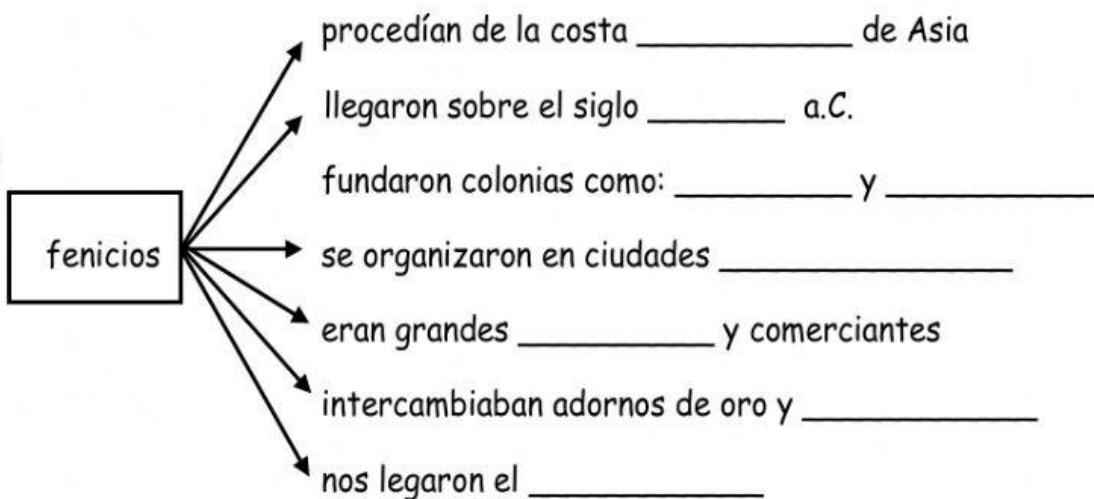 procedían de la costa ____________ de Asia
llegaron sobre el siglo ________ a.C.
fundaron colonias como: __________ y ____________
fenicios
se organizaron en ciudades ________________
eran grandes ___________ y comerciantes
intercambiaban adornos de oro y _____________
nos legaron el _____________